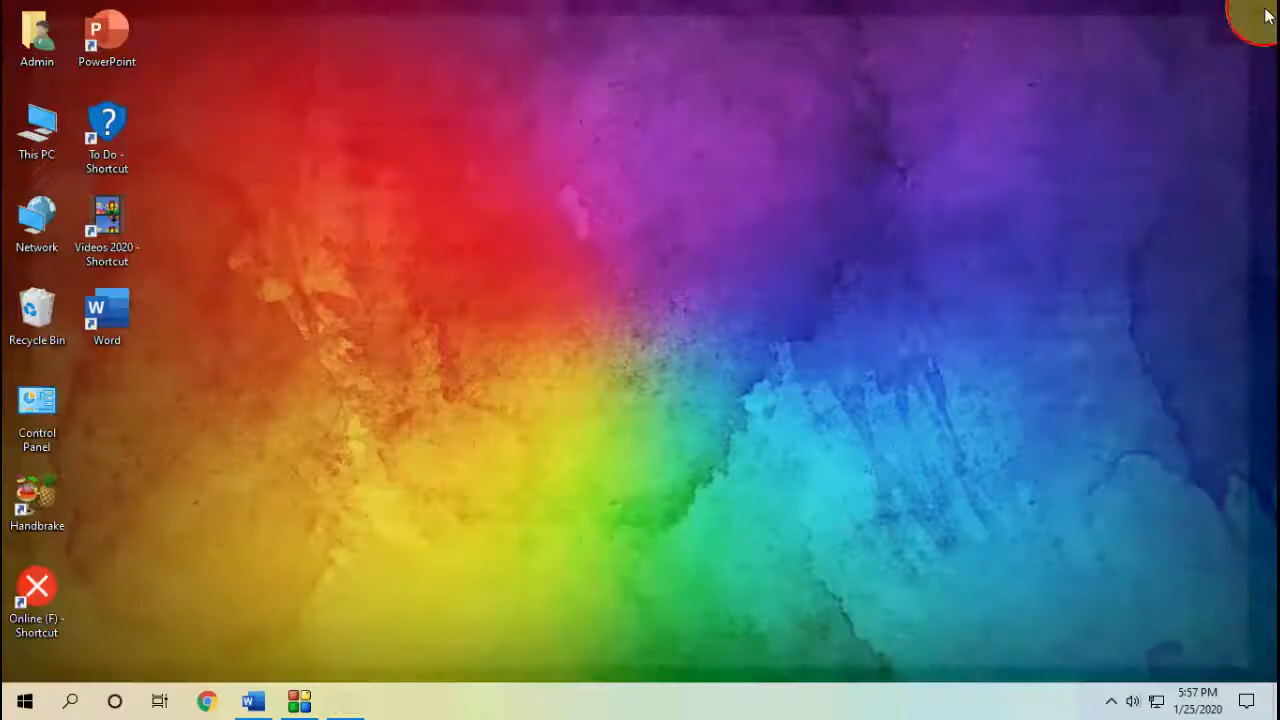 Admin
PowerPoint
This PC
To Do -
Shortcut
Network
Videos 2020 -
Shortcut
Recycle Bin
Word
Control
Panel
Handbrake
Online (F) -
Shortcut
5:57 PM
1/25/2020